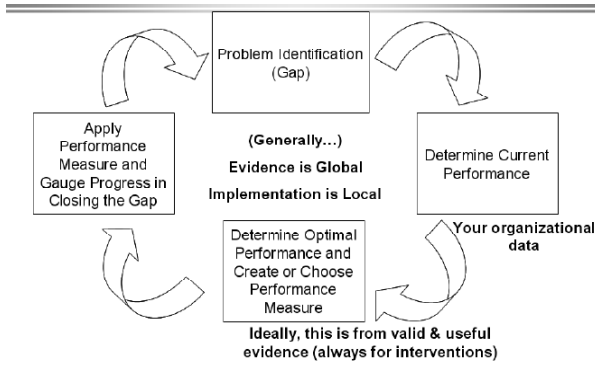 Problem Identification
(Gap)
Apply
Performance
Measure and
Gauge Progress in
Closing the Gap
(Generally…)
Evidence is Global
Implementation is Local
Determine Current
Performance
Your organizational
data
Determine Optimal
Performance and
Create or Choose
Performance
Measure
Ideally, this is from valid & useful
evidence (always for interventions)